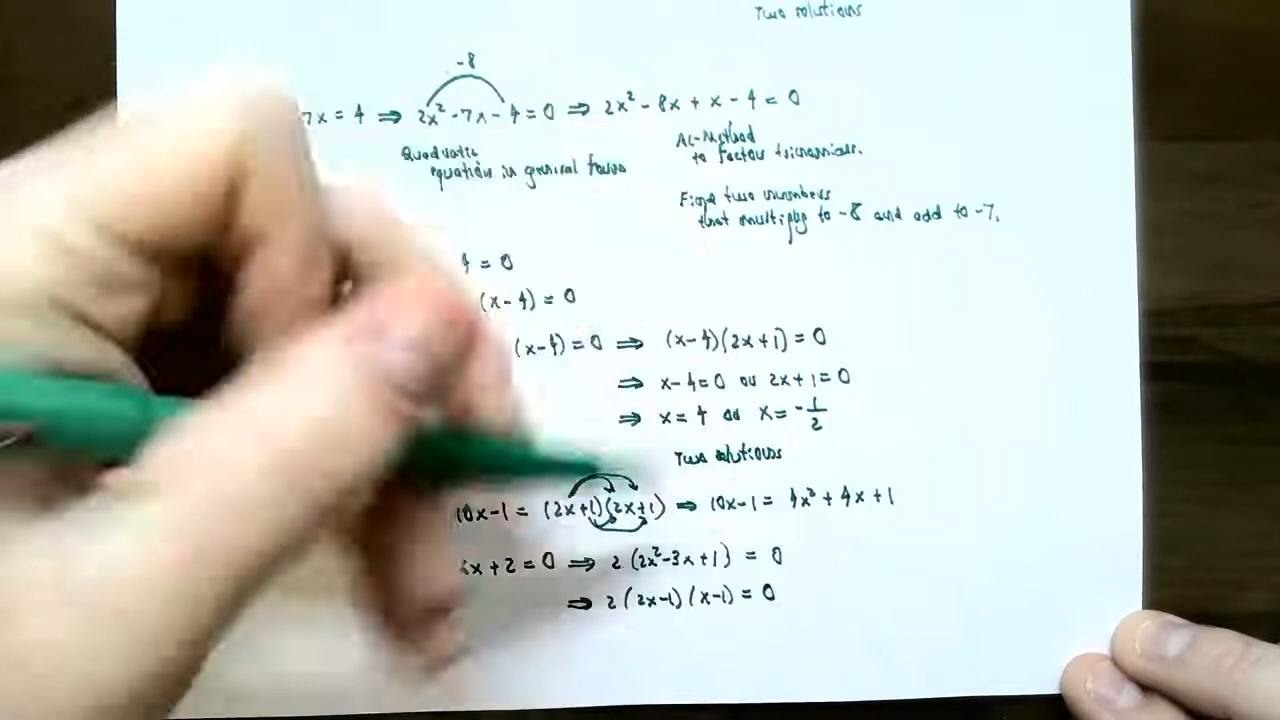 Two solutions
-8
7x = 4 ⇒ 2x² - 7x - 4 = 0 ⇒ 2x² - 8x + x - 4 = 0
Quadratic
equation in general form
AC-Method
to factor trinomials.
Find two numbers
that multiply to -8 and add to -7.
4 = 0
(x-4) = 0
(x-4) = 0 ⇒ (x-4)(2x+1) = 0
⇒ x-4=0 or 2x+1=0
⇒ x=4 or x=-1/2
Two solutions
10x-1 = (2x+1)(2x+1) ⇒ 10x-1 = 4x² + 4x + 1
6x+2=0 ⇒ 2(2x²-3x+1) = 0
⇒ 2(2x-1)(x-1) = 0